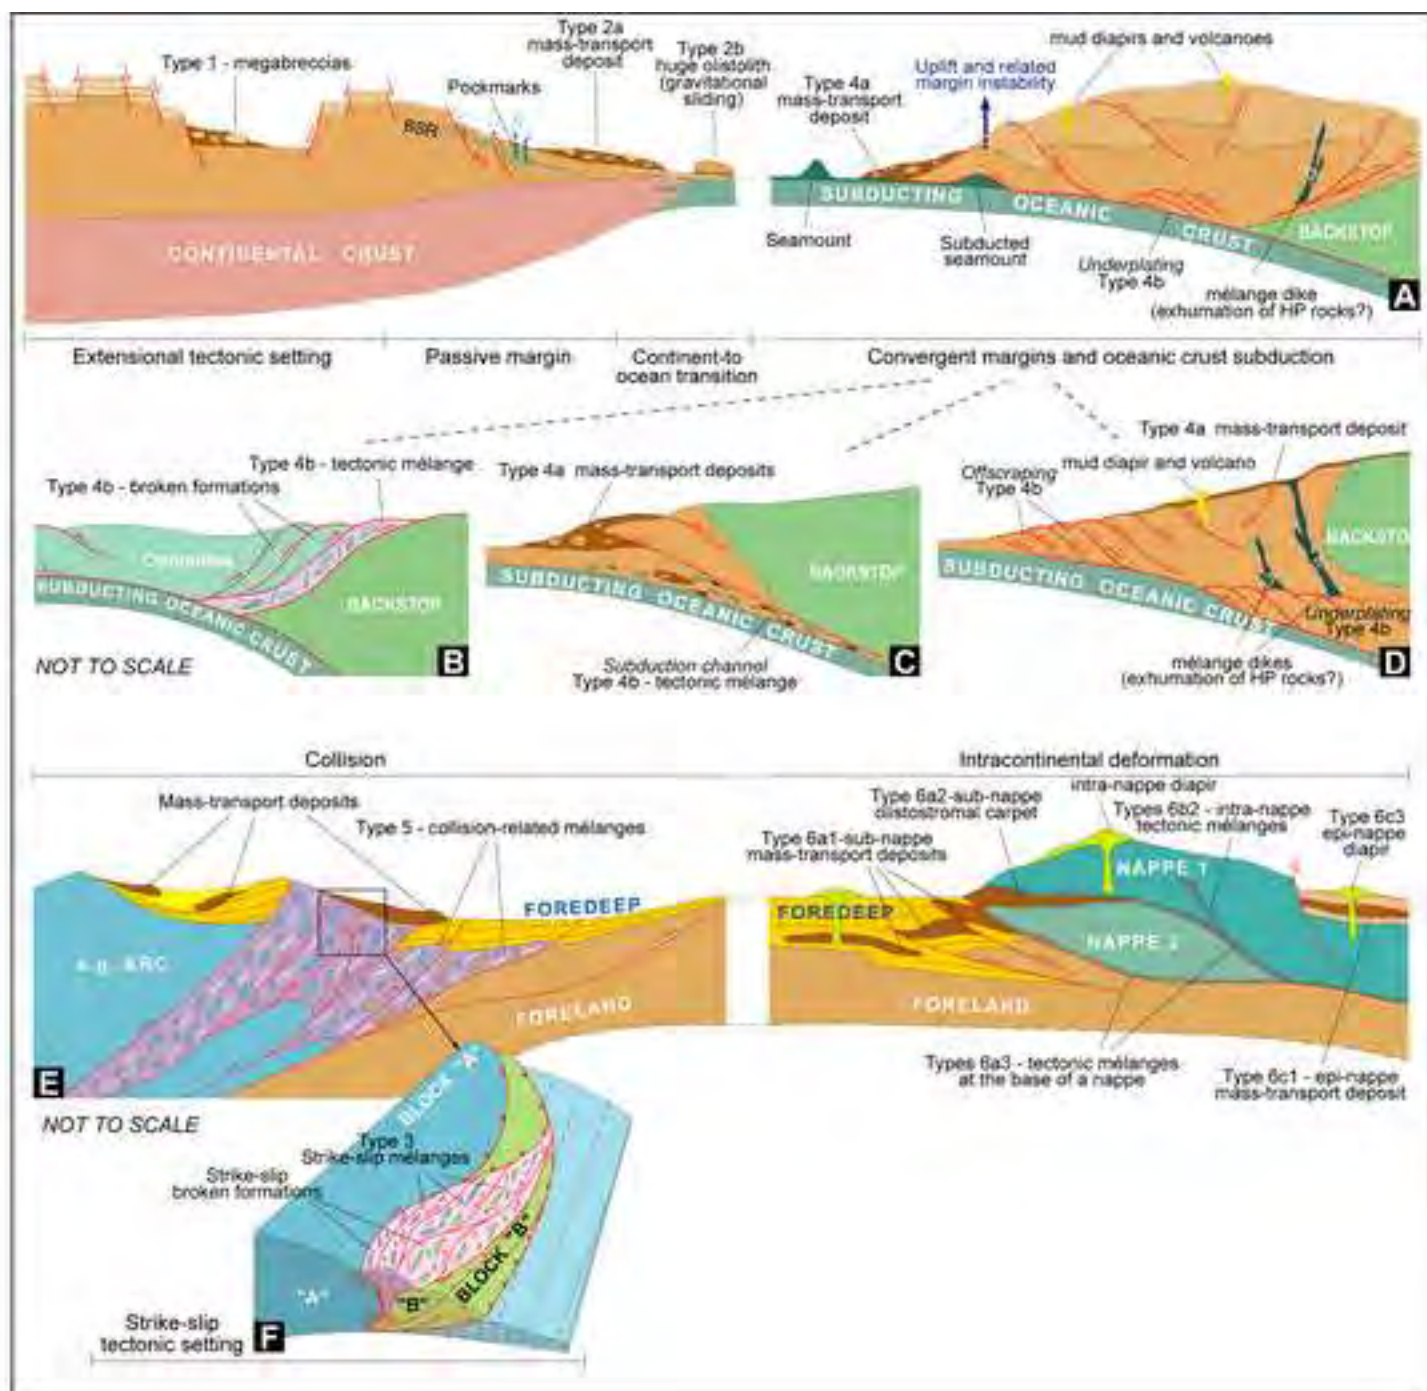 Type 1 - megabreccias
Pockmarks
Type 2a
mass-transport
deposit
Type 2b
huge olistolith
(gravitational
sliding)
BSR
CONTINENTAL CRUST
Type 4a
mass-transport
deposit
Uplift and related
margin instability
mud diapirs and volcanoes
SUBDUCTING OCEANIC CRUST
BACKSTOP
Seamount
Subducted
seamount
Underplating
Type 4b
mélange dike
(exhumation of HP rocks?)
A
Extensional tectonic setting
Passive margin
Continent-to
ocean transition
Convergent margins and oceanic crust subduction
Type 4b - tectonic mélange
Type 4b - broken formations
SUBDUCTING OCEANIC CRUST
BACKSTOP
B
NOT TO SCALE
Type 4a mass-transport deposits
BACKSTOP
SUBDUCTING OCEANIC CRUST
Subduction channel
Type 4b - tectonic mélange
C
Type 4a mass-transport deposit
mud diapir and volcano
Offscraping
Type 4b
BACKSTO
SUBDUCTING OCEANIC CRUST
Underplating
Type 4b
mélange dikes
(exhumation of HP rocks?)
D
Collision
Mass-transport deposits
Type 5 - collision-related mélanges
FOREDEEP
e.g. ARC
FORELAND
E
NOT TO SCALE
Intracontinental deformation
intra-nappe diapir
Type 6a2-sub-nappe
olistostromal carpet
Types 6b2 - intra-nappe
tectonic mélanges
Type 6c3
epi-nappe
diapir
Type 6a1-sub-nappe
mass-transport deposits
NAPPE 1
FOREDEEP
NAPPE 2
FORELAND
Types 6a3 - tectonic mélanges
at the base of a nappe
Type 6c1 - epi-nappe
mass-transport deposit
BLOCK "A"
Type 3
Strike-slip mélanges
Strike-slip
broken formations
BLOCK "B"
"A"
"B"
Strike-slip
tectonic setting
F